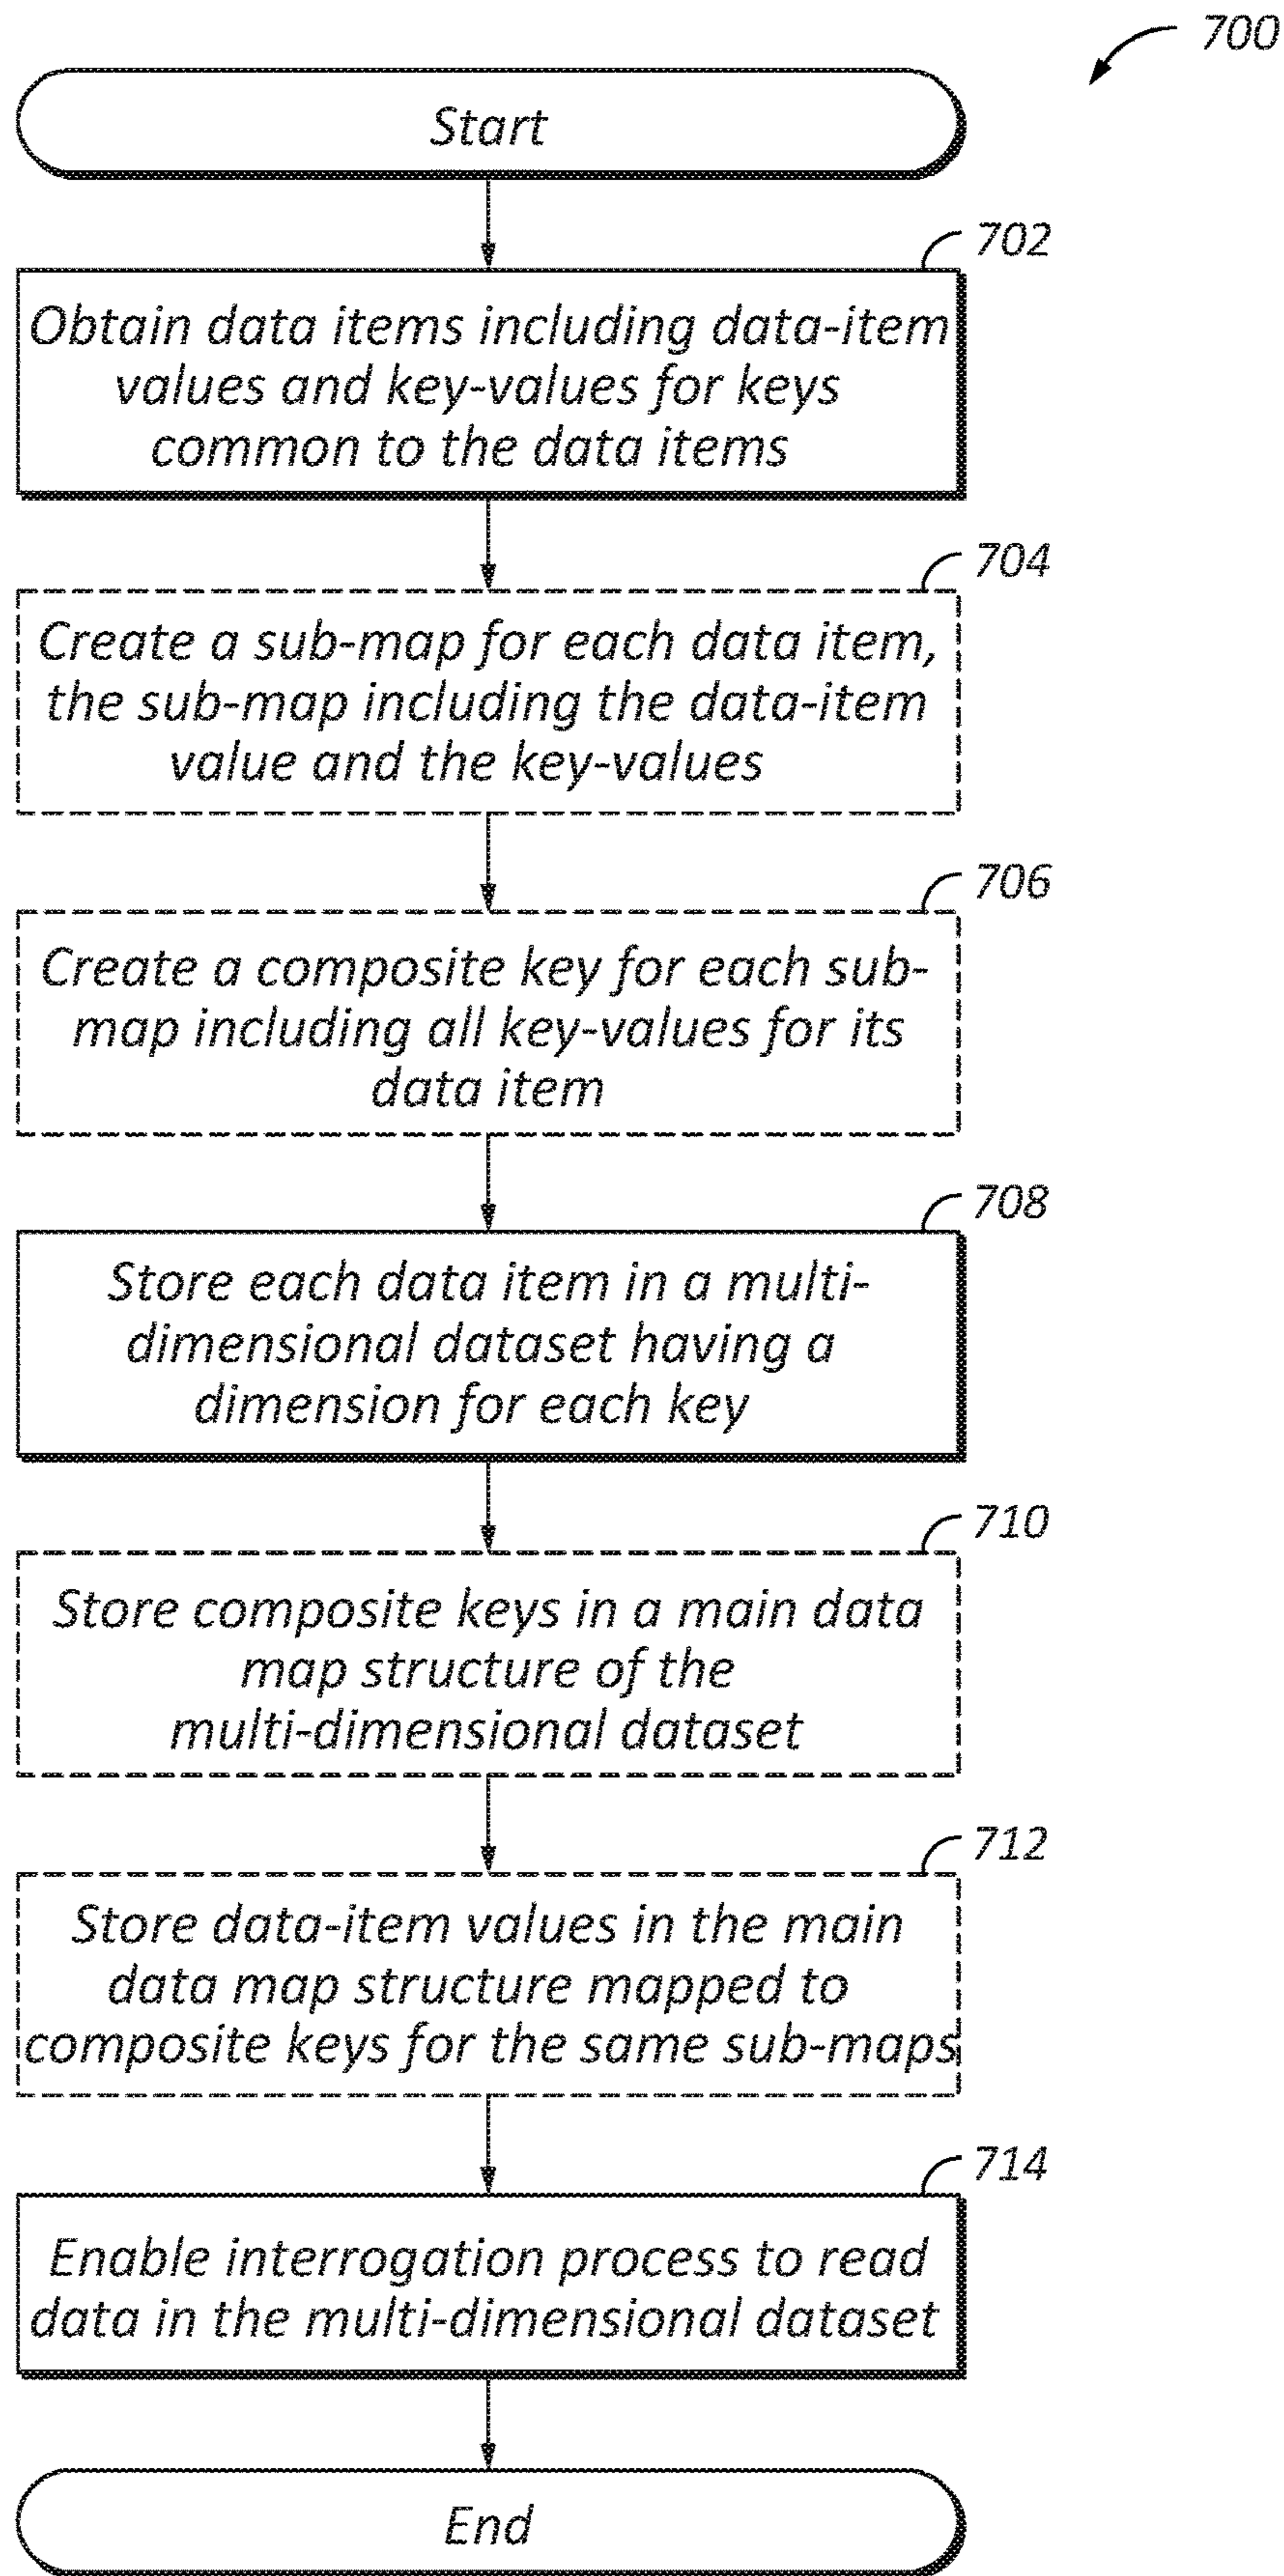 700
Start
702
Obtain data items including data-item
values and key-values for keys
common to the data items
704
Create a sub-map for each data item,
the sub-map including the data-item
value and the key-values
706
Create a composite key for each sub-
map including all key-values for its
data item
708
Store each data item in a multi-
dimensional dataset having a
dimension for each key
710
Store composite keys in a main data
map structure of the
multi-dimensional dataset
712
Store data-item values in the main
data map structure mapped to
composite keys for the same sub-maps
714
Enable interrogation process to read
data in the multi-dimensional dataset
End